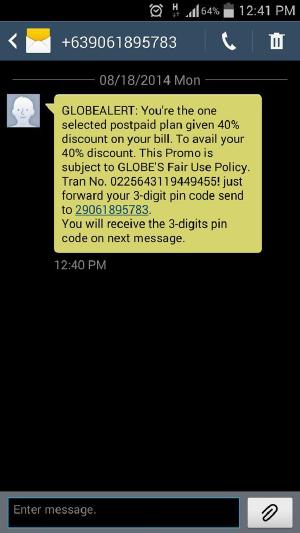 H 64% 12:41 PM
+639061895783
08/18/2014 Mon
GLOBEALERT: You're the one
selected postpaid plan given 40%
discount on your bill. To avail your
40% discount. This Promo is
subject to GLOBE'S Fair Use Policy.
Tran No. 0225643119449455! just
forward your 3-digit pin code send
to 29061895783.
You will receive the 3-digits pin
code on next message.
12:40 PM
Enter message.